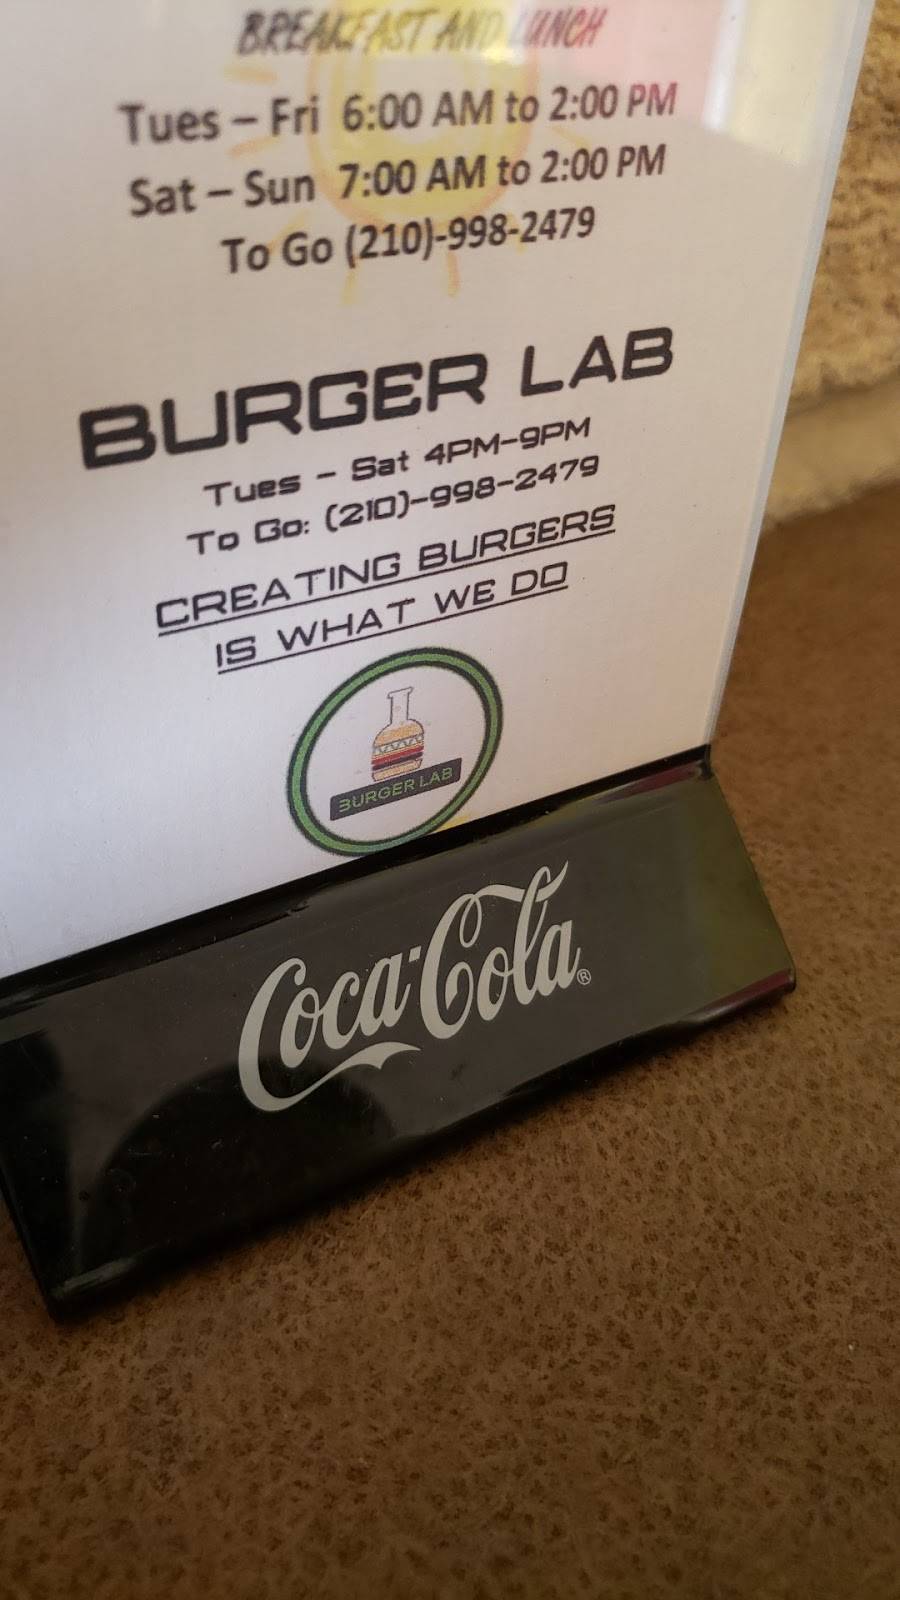 BREAKFAST AND LUNCH
Tues – Fri 6:00 AM to 2:00 PM
Sat – Sun 7:00 AM to 2:00 PM
To Go (210)-998-2479
BURGER LAB
Tues - Sat 4PM-9PM
To Go: (210)-998-2479
CREATING BURGERS
IS WHAT WE DO
BURGER LAB
Coca-Cola®